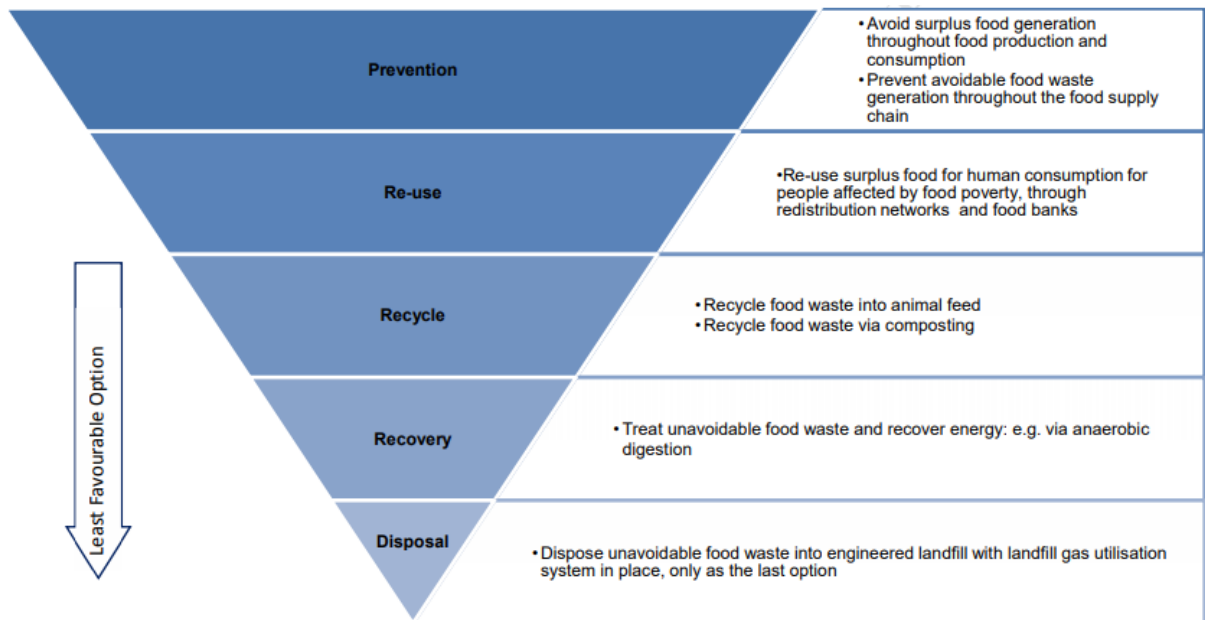 Prevention
•Avoid surplus food generation
throughout food production and
consumption
•Prevent avoidable food waste
generation throughout the food supply
chain
Re-use
•Re-use surplus food for human consumption for
people affected by food poverty, through
redistribution networks and food banks
Recycle
•Recycle food waste into animal feed
•Recycle food waste via composting
Recovery
•Treat unavoidable food waste and recover energy: e.g. via anaerobic
digestion
Disposal
•Dispose unavoidable food waste into engineered landfill with landfill gas utilisation
system in place, only as the last option
Least Favourable Option